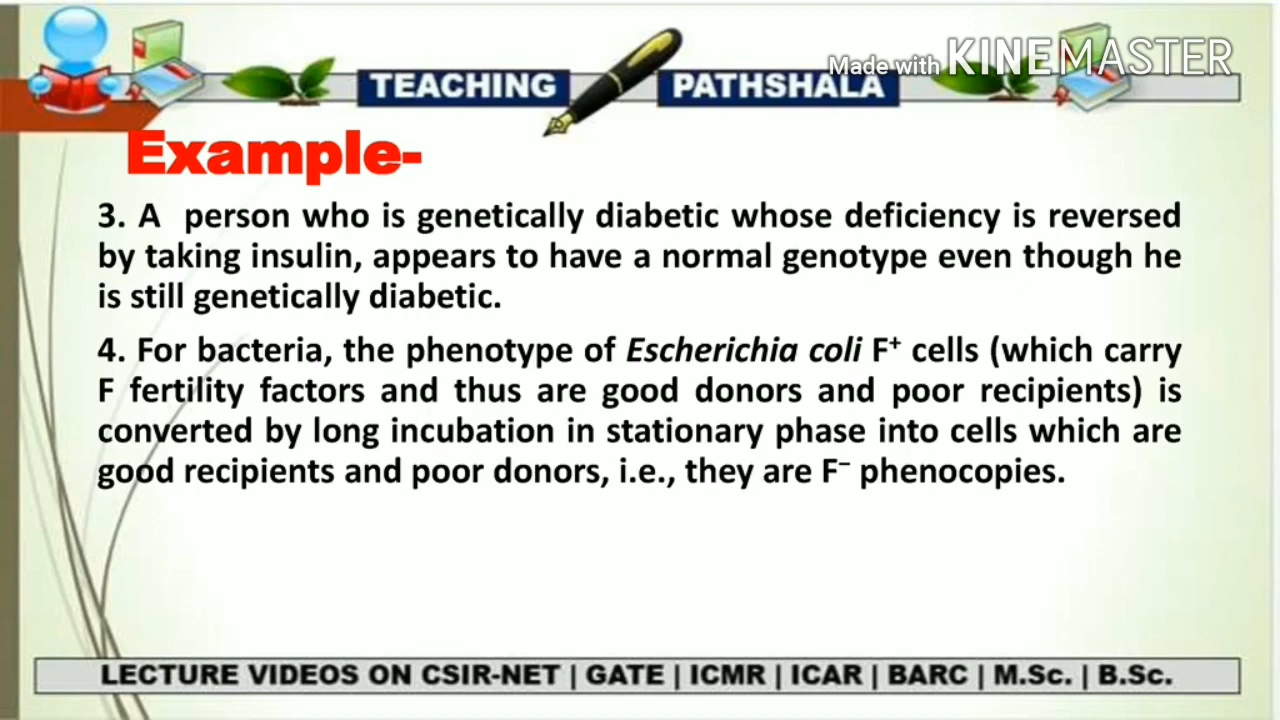 Made with KINEMASTER
TEACHING PATHSHALA
Example-
3. A person who is genetically diabetic whose deficiency is reversed
by taking insulin, appears to have a normal genotype even though he
is still genetically diabetic.
4. For bacteria, the phenotype of Escherichia coli F⁺ cells (which carry
F fertility factors and thus are good donors and poor recipients) is
converted by long incubation in stationary phase into cells which are
good recipients and poor donors, i.e., they are F⁻ phenocopies.
LECTURE VIDEOS ON CSIR-NET | GATE | ICMR | ICAR | BARC | M.Sc. | B.Sc.